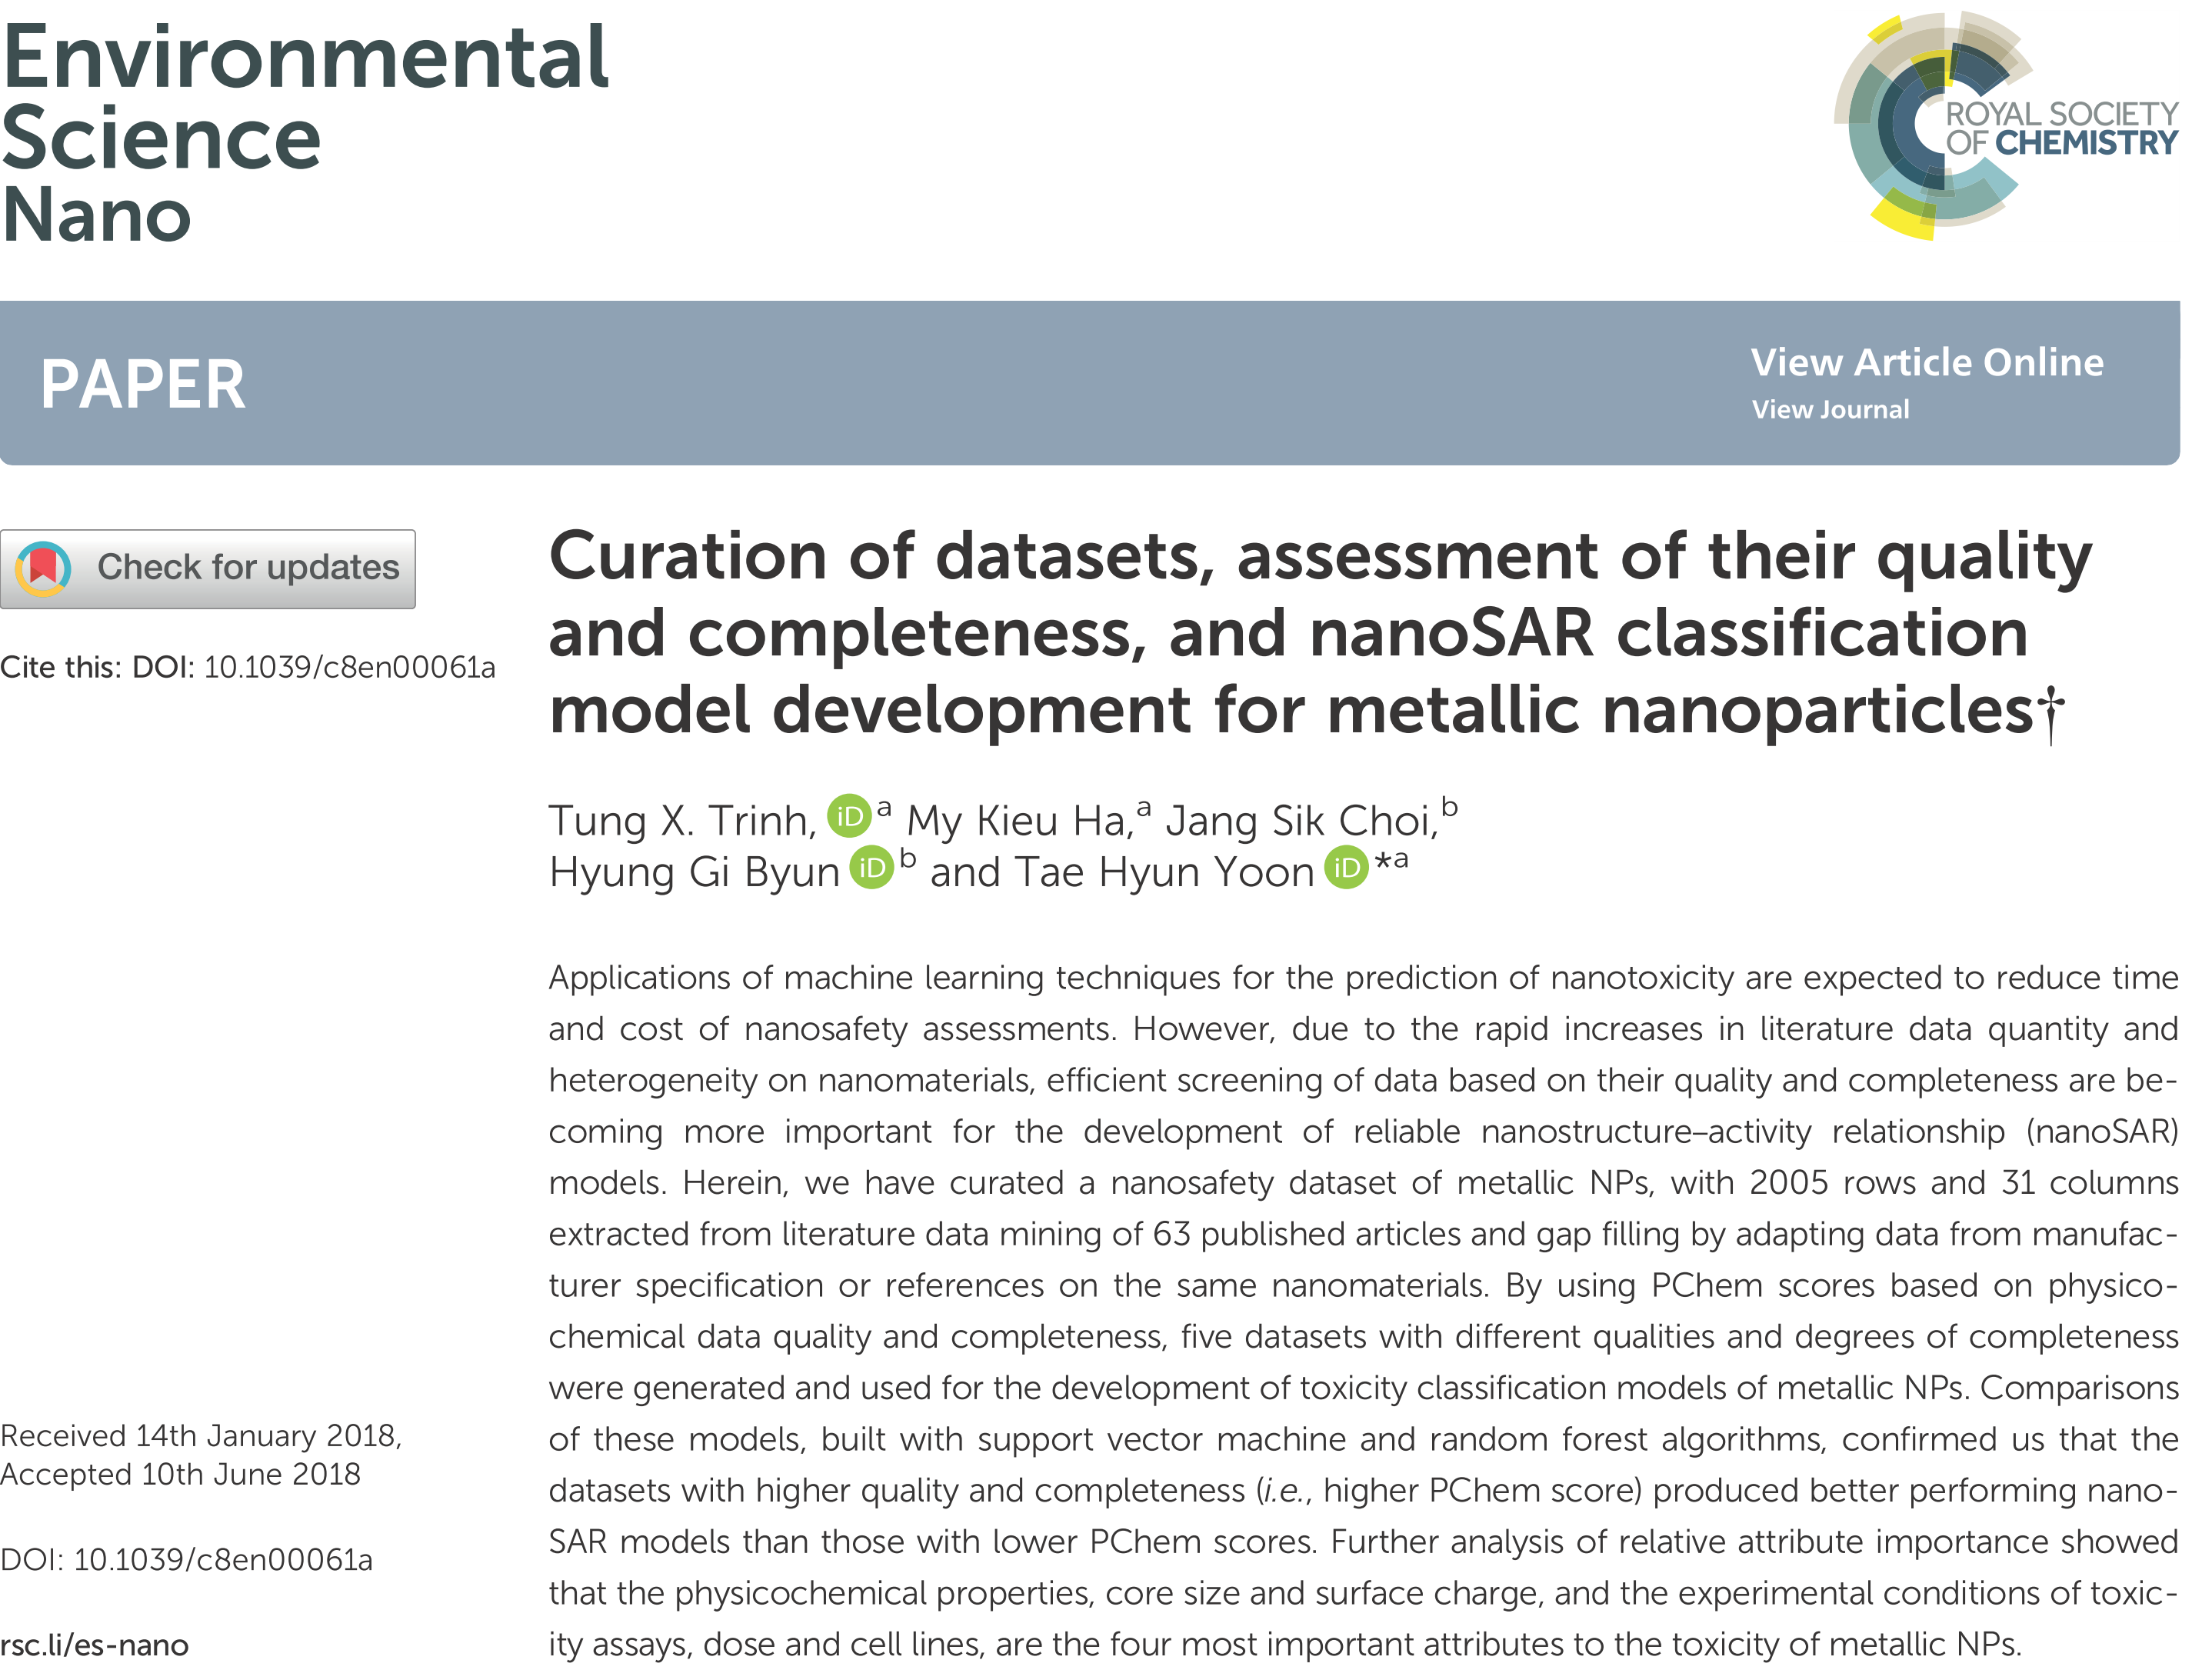 Environmental
Science
Nano
ROYAL SOCIETY
OF CHEMISTRY
PAPER
View Article Online
View Journal
Check for updates
Cite this: DOI: 10.1039/c8en00061a
Curation of datasets, assessment of their quality
and completeness, and nanoSAR classification
model development for metallic nanoparticles†
Tung X. Trinh, iD a My Kieu Ha,a Jang Sik Choi,b
Hyung Gi Byun iD b and Tae Hyun Yoon iD *a
Applications of machine learning techniques for the prediction of nanotoxicity are expected to reduce time
and cost of nanosafety assessments. However, due to the rapid increases in literature data quantity and
heterogeneity on nanomaterials, efficient screening of data based on their quality and completeness are be-
coming more important for the development of reliable nanostructure–activity relationship (nanoSAR)
models. Herein, we have curated a nanosafety dataset of metallic NPs, with 2005 rows and 31 columns
extracted from literature data mining of 63 published articles and gap filling by adapting data from manufac-
turer specification or references on the same nanomaterials. By using PChem scores based on physico-
chemical data quality and completeness, five datasets with different qualities and degrees of completeness
were generated and used for the development of toxicity classification models of metallic NPs. Comparisons
of these models, built with support vector machine and random forest algorithms, confirmed us that the
datasets with higher quality and completeness (i.e., higher PChem score) produced better performing nano-
SAR models than those with lower PChem scores. Further analysis of relative attribute importance showed
that the physicochemical properties, core size and surface charge, and the experimental conditions of toxic-
ity assays, dose and cell lines, are the four most important attributes to the toxicity of metallic NPs.
Received 14th January 2018,
Accepted 10th June 2018
DOI: 10.1039/c8en00061a
rsc.li/es-nano